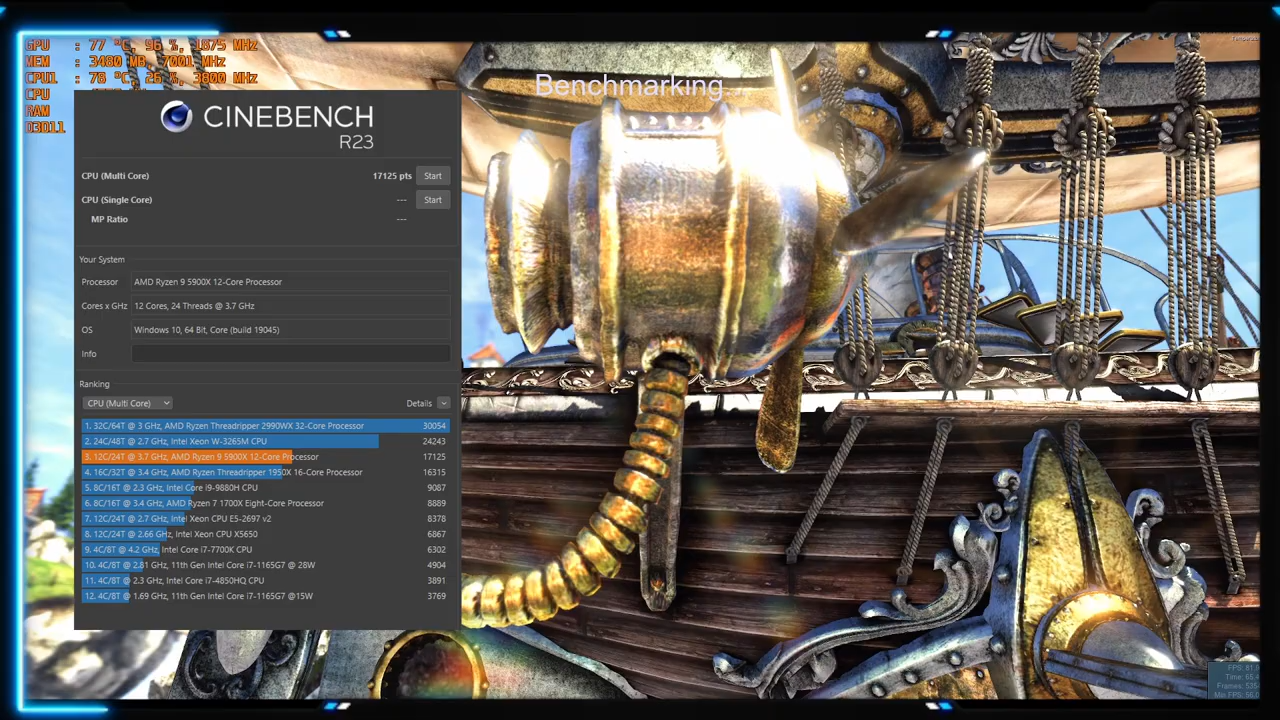 GPU : 77 °C, 96 %, 1875 MHz
MEM : 3480 MB, 7001 MHz
CPU1 : 78 °C, 26 %, 3800 MHz
CPU
RAM
D3D11
Benchmarking
CINEBENCH
R23
CPU (Multi Core) 17125 pts Start
CPU (Single Core) --- Start
MP Ratio ---
Your System
Processor AMD Ryzen 9 5900X 12-Core Processor
Cores x GHz 12 Cores, 24 Threads @ 3.7 GHz
OS Windows 10, 64 Bit, Core (build 19045)
Info
Ranking
CPU (Multi Core) Details
1. 32C/64T @ 3 GHz, AMD Ryzen Threadripper 2990WX 32-Core Processor 30054
2. 24C/48T @ 2.7 GHz, Intel Xeon W-3265M CPU 24243
3. 12C/24T @ 3.7 GHz, AMD Ryzen 9 5900X 12-Core Processor 17125
4. 16C/32T @ 3.4 GHz, AMD Ryzen Threadripper 1950X 16-Core Processor 16315
5. 8C/16T @ 2.3 GHz, Intel Core i9-9880H CPU 9087
6. 8C/16T @ 3.4 GHz, AMD Ryzen 7 1700X Eight-Core Processor 8889
7. 12C/24T @ 2.7 GHz, Intel Xeon CPU E5-2697 v2 8378
8. 12C/24T @ 2.66 GHz, Intel Xeon CPU X5650 6867
9. 4C/8T @ 4.2 GHz, Intel Core i7-7700K CPU 6302
10. 4C/8T @ 2.81 GHz, 11th Gen Intel Core i7-1165G7 @ 28W 4904
11. 4C/8T @ 2.3 GHz, Intel Core i7-4850HQ CPU 3891
12. 4C/8T @ 1.69 GHz, 11th Gen Intel Core i7-1165G7 @15W 3769
FPS:
Time:
Frames:
Min FPS: